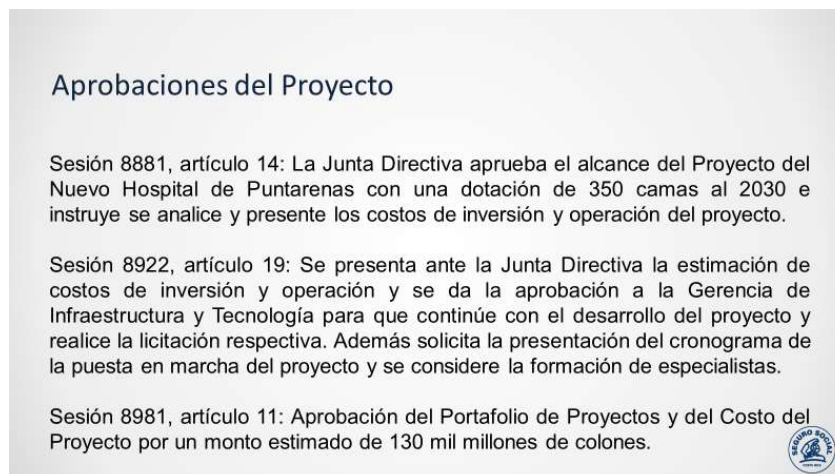 Aprobaciones del Proyecto
Sesión 8881, artículo 14: La Junta Directiva aprueba el alcance del Proyecto del
Nuevo Hospital de Puntarenas con una dotación de 350 camas al 2030 e
instruye se analice y presente los costos de inversión y operación del proyecto.
Sesión 8922, artículo 19: Se presenta ante la Junta Directiva la estimación de
costos de inversión y operación y se da la aprobación a la Gerencia de
Infraestructura y Tecnología para que continúe con el desarrollo del proyecto y
realice la licitación respectiva. Además solicita la presentación del cronograma de
la puesta en marcha del proyecto y se considere la formación de especialistas.
Sesión 8981, artículo 11: Aprobación del Portafolio de Proyectos y del Costo del
Proyecto por un monto estimado de 130 mil millones de colones.
SEGURO SOCIAL